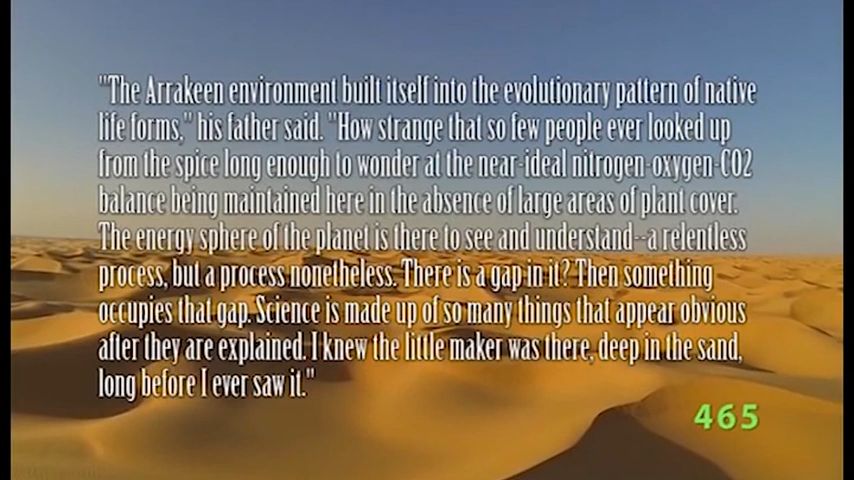 "The Arrakeen environment built itself into the evolutionary pattern of native
life forms," his father said. "How strange that so few people ever looked up
from the spice long enough to wonder at the near-ideal nitrogen-oxygen-CO2
balance being maintained here in the absence of large areas of plant cover.
The energy sphere of the planet is there to see and understand--a relentless
process, but a process nonetheless. There is a gap in it? Then something
occupies that gap. Science is made up of so many things that appear obvious
after they are explained. I knew the little maker was there, deep in the sand,
long before I ever saw it."
465